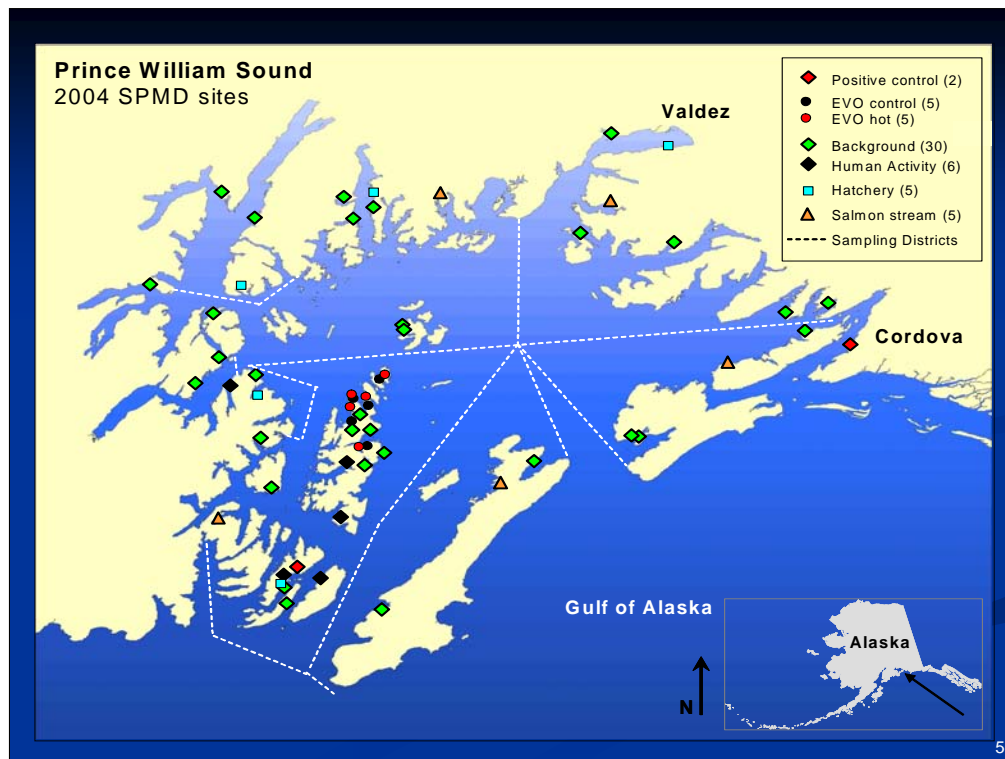 Prince William Sound
2004 SPMD sites
Valdez
Positive control (2)
EVO control (5)
EVO hot (5)
Background (30)
Human Activity (6)
Hatchery (5)
Salmon stream (5)
Sampling Districts
Cordova
Gulf of Alaska
Alaska
N
5